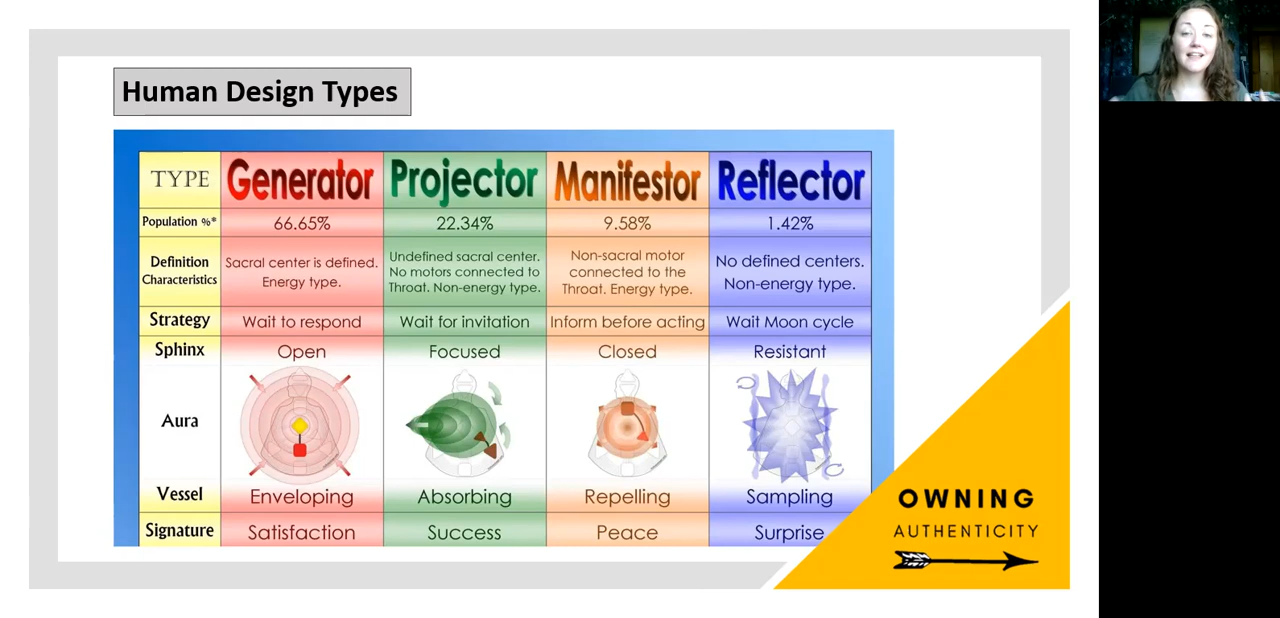 Human Design Types
TYPE Generator Projector Manifestor Reflector
Population %* 66.65% 22.34% 9.58% 1.42%
Definition Characteristics
Sacral center is defined.
Energy type.
Undefined sacral center.
No motors connected to
Throat. Non-energy type.
Non-sacral motor
connected to the
Throat. Energy type.
No defined centers.
Non-energy type.
Strategy Wait to respond Wait for invitation Inform before acting Wait Moon cycle
Sphinx Open Focused Closed Resistant
Aura
Vessel Enveloping Absorbing Repelling Sampling
Signature Satisfaction Success Peace Surprise
OWNING
AUTHENTICITY